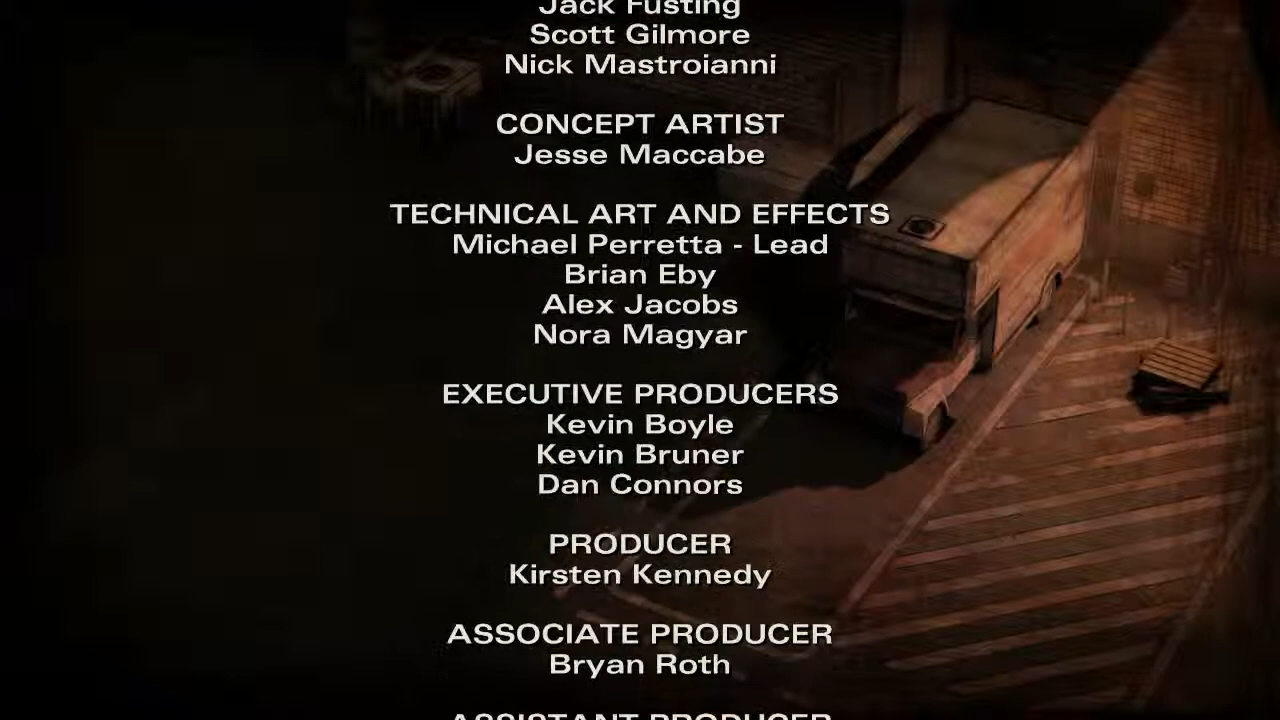 Jack Fusting
Scott Gilmore
Nick Mastroianni
CONCEPT ARTIST
Jesse Maccabe
TECHNICAL ART AND EFFECTS
Michael Perretta - Lead
Brian Eby
Alex Jacobs
Nora Magyar
EXECUTIVE PRODUCERS
Kevin Boyle
Kevin Bruner
Dan Connors
PRODUCER
Kirsten Kennedy
ASSOCIATE PRODUCER
Bryan Roth
ASSISTANT PRODUCER